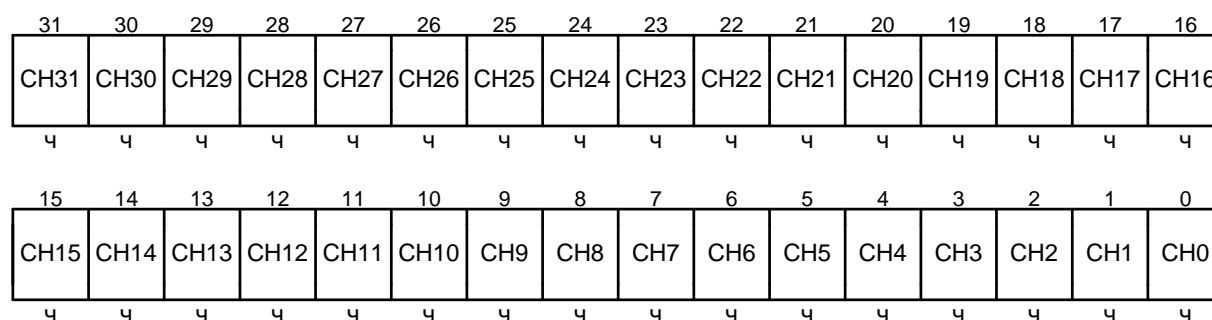 31 30 29 28 27 26 25 24 23 22 21 20 19 18 17 16
CH31 CH30 CH29 CH28 CH27 CH26 CH25 CH24 CH23 CH22 CH21 CH20 CH19 CH18 CH17 CH16
ч ч ч ч ч ч ч ч ч ч ч ч ч ч ч ч
15 14 13 12 11 10 9 8 7 6 5 4 3 2 1 0
CH15 CH14 CH13 CH12 CH11 CH10 CH9 CH8 CH7 CH6 CH5 CH4 CH3 CH2 CH1 CH0
ч ч ч ч ч ч ч ч ч ч ч ч ч ч ч ч